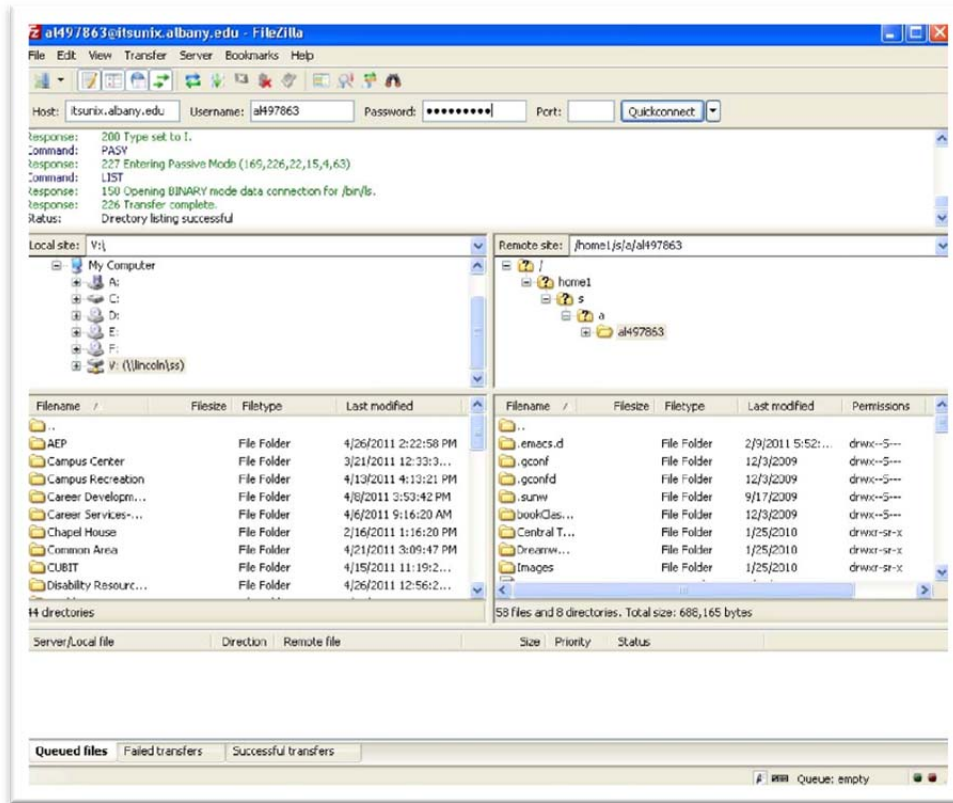 al497863@itsunix.albany.edu - FileZilla
File Edit View Transfer Server Bookmarks Help
Host: itsunix.albany.edu Username: al497863 Password: ●●●●●●●●● Port: Quickconnect
Response: 200 Type set to I.
Command: PASV
Response: 227 Entering Passive Mode (169,226,22,15,4,63)
Command: LIST
Response: 150 Opening BINARY mode data connection for /bin/ls.
Response: 226 Transfer complete.
Status: Directory listing successful
Local site: V:\
My Computer
A:
C:
D:
E:
F:
V: (\\lincoln\ss)
Remote site: /home1/s/a/al497863
/
home1
s
a
al497863
Filename / Filesize Filetype Last modified
..
AEP File Folder 4/26/2011 2:22:58 PM
Campus Center File Folder 3/21/2011 12:33:3...
Campus Recreation File Folder 4/13/2011 4:13:21 PM
Career Developm... File Folder 4/8/2011 3:53:42 PM
Career Services-... File Folder 4/6/2011 9:16:20 AM
Chapel House File Folder 2/16/2011 1:16:20 PM
Common Area File Folder 4/21/2011 3:09:47 PM
CUBIT File Folder 4/15/2011 11:19:2...
Disability Resourc... File Folder 4/26/2011 12:56:2...
44 directories
Filename / Filesize Filetype Last modified Permissions
..
.emacs.d File Folder 2/9/2011 5:52:... drwx--S---
.gconf File Folder 12/3/2009 drwx--S---
.gconfd File Folder 12/3/2009 drwx--S---
.sunw File Folder 9/17/2009 drwx--S---
bookClas... File Folder 12/3/2009 drwx--S---
Central T... File Folder 1/25/2010 drwxr-sr-x
Dreamw... File Folder 1/25/2010 drwxr-sr-x
Images File Folder 1/25/2010 drwxr-sr-x
58 files and 8 directories. Total size: 688,165 bytes
Server/Local file Direction Remote file Size Priority Status
Queued files Failed transfers Successful transfers
Queue: empty